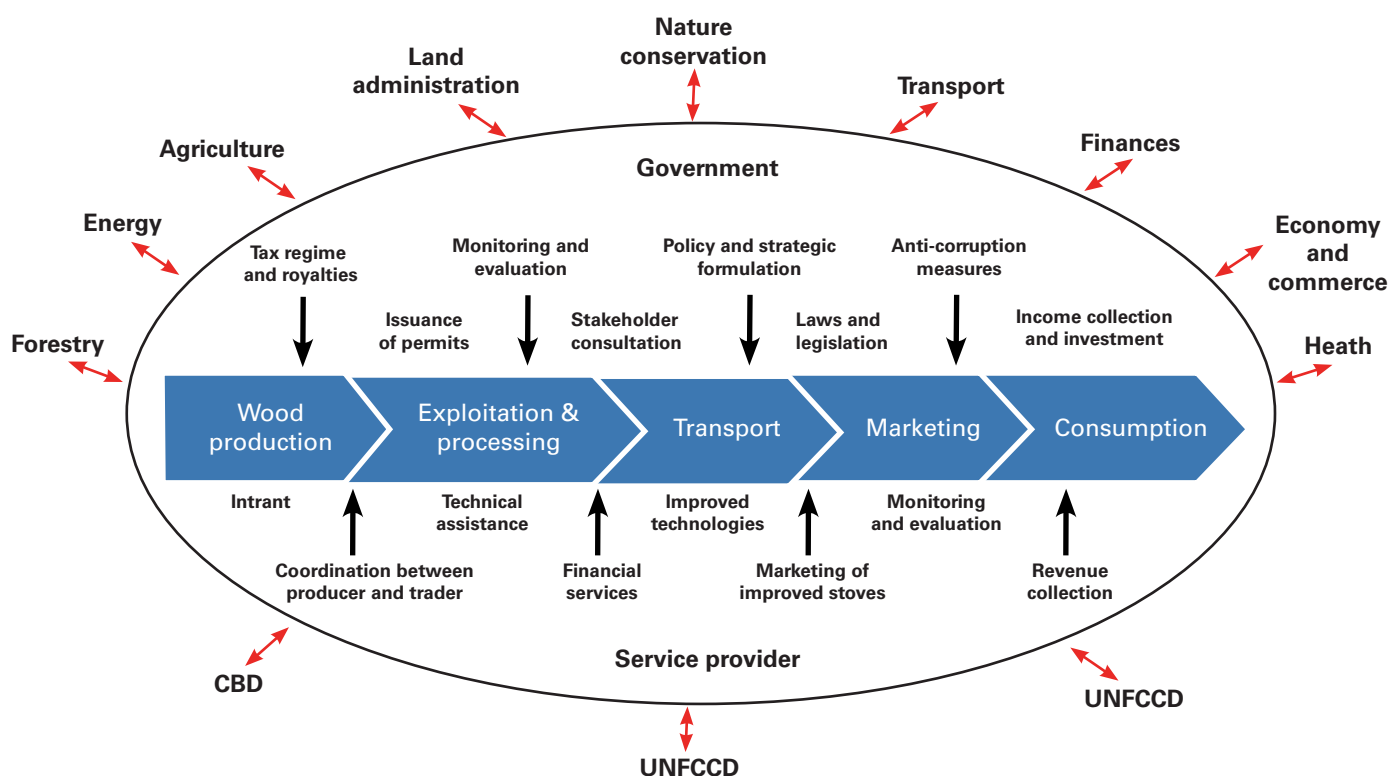 Nature
conservation
Land
administration
Transport
Agriculture
Finances
Government
Energy
Economy
and
commerce
Tax regime
and royalties
Monitoring and
evaluation
Policy and strategic
formulation
Anti-corruption
measures
Issuance
of permits
Stakeholder
consultation
Laws and
legislation
Income collection
and investment
Forestry
Heath
Wood
production
Exploitation &
processing
Transport
Marketing
Consumption
Intrant
Technical
assistance
Improved
technologies
Monitoring
and evaluation
Coordination between
producer and trader
Financial
services
Marketing of
improved stoves
Revenue
collection
Service provider
CBD
UNFCCD
UNFCCD